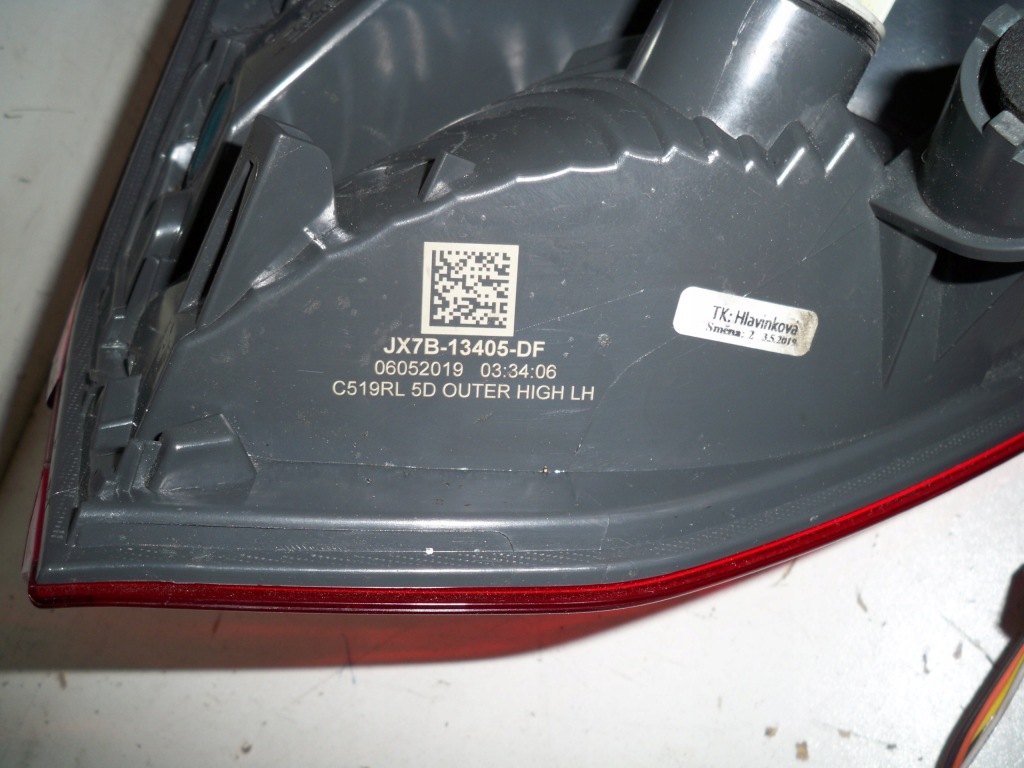 JX7B-13405-DF
06052019 03:34:06
C519RL 5D OUTER HIGH LH
TK: Hlavinková
Směna: 2 3.5.2019